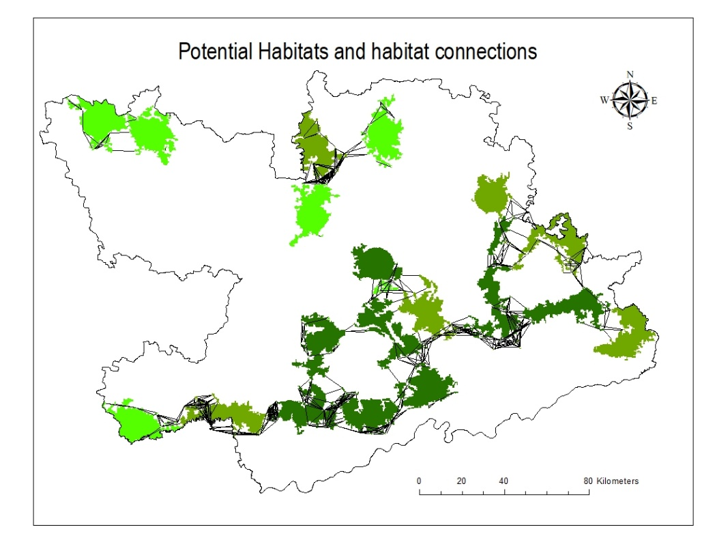 Potential Habitats and habitat connections
N
W E
S
0 20 40 80 Kilometers